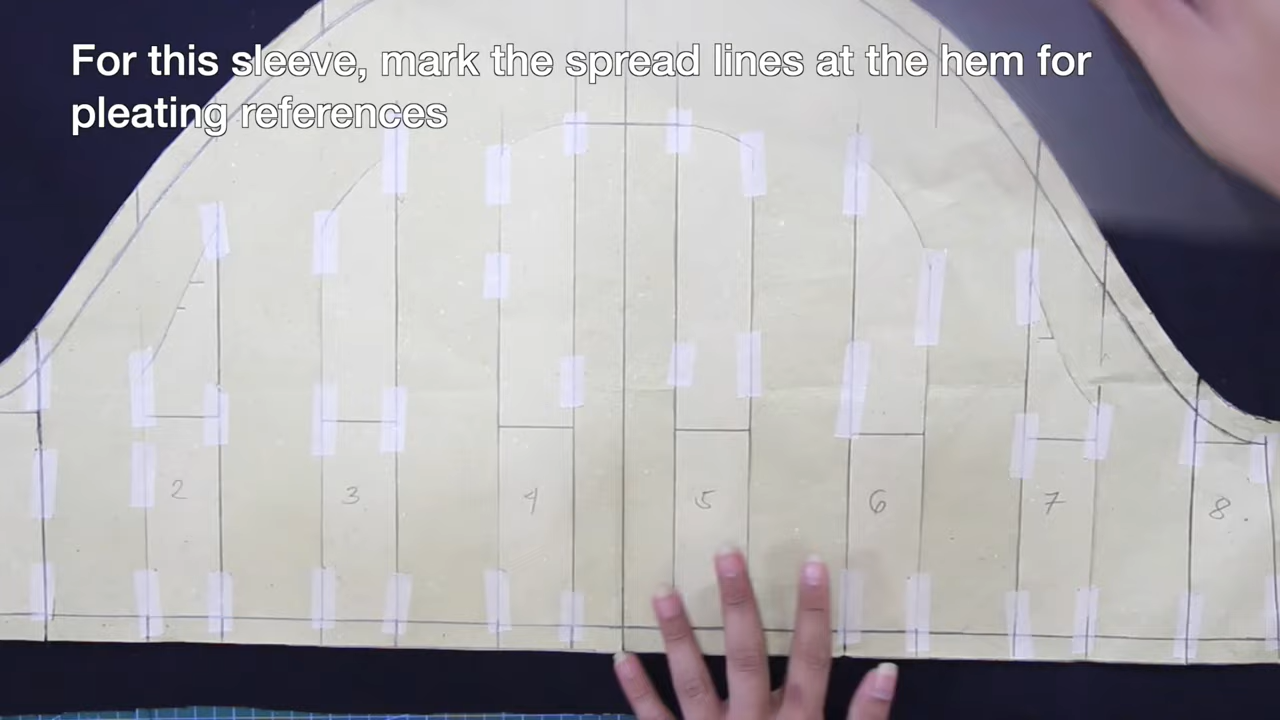 For this sleeve, mark the spread lines at the hem for
pleating references
2 3 4 5 6 7 8